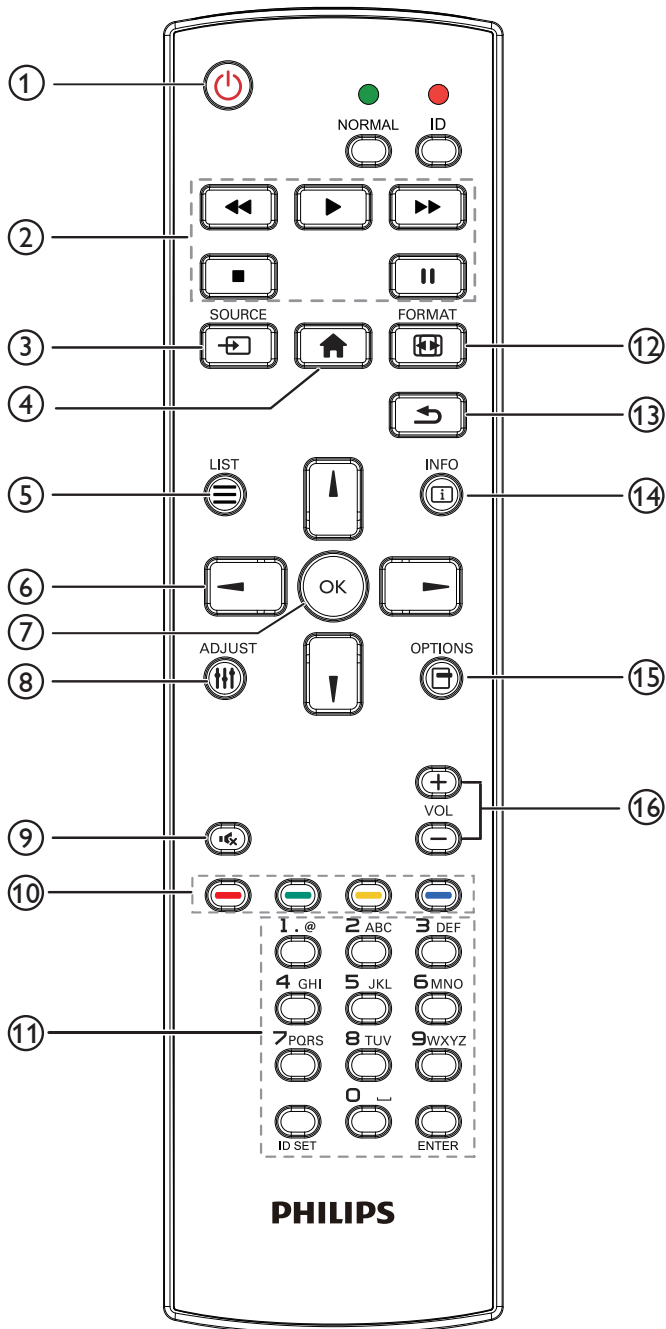 ①
NORMAL ID
②
SOURCE FORMAT
③ ⑫
④ ⑬
LIST INFO
⑤ ⑭
⑥ OK
⑦
ADJUST OPTIONS
⑧ ⑮
VOL ⑯
⑨
⑩
1 . @ 2 ABC 3 DEF
4 GHI 5 JKL 6 MNO
⑪ 7 PQRS 8 TUV 9 WXYZ
0 ⎵
ID SET ENTER
PHILIPS